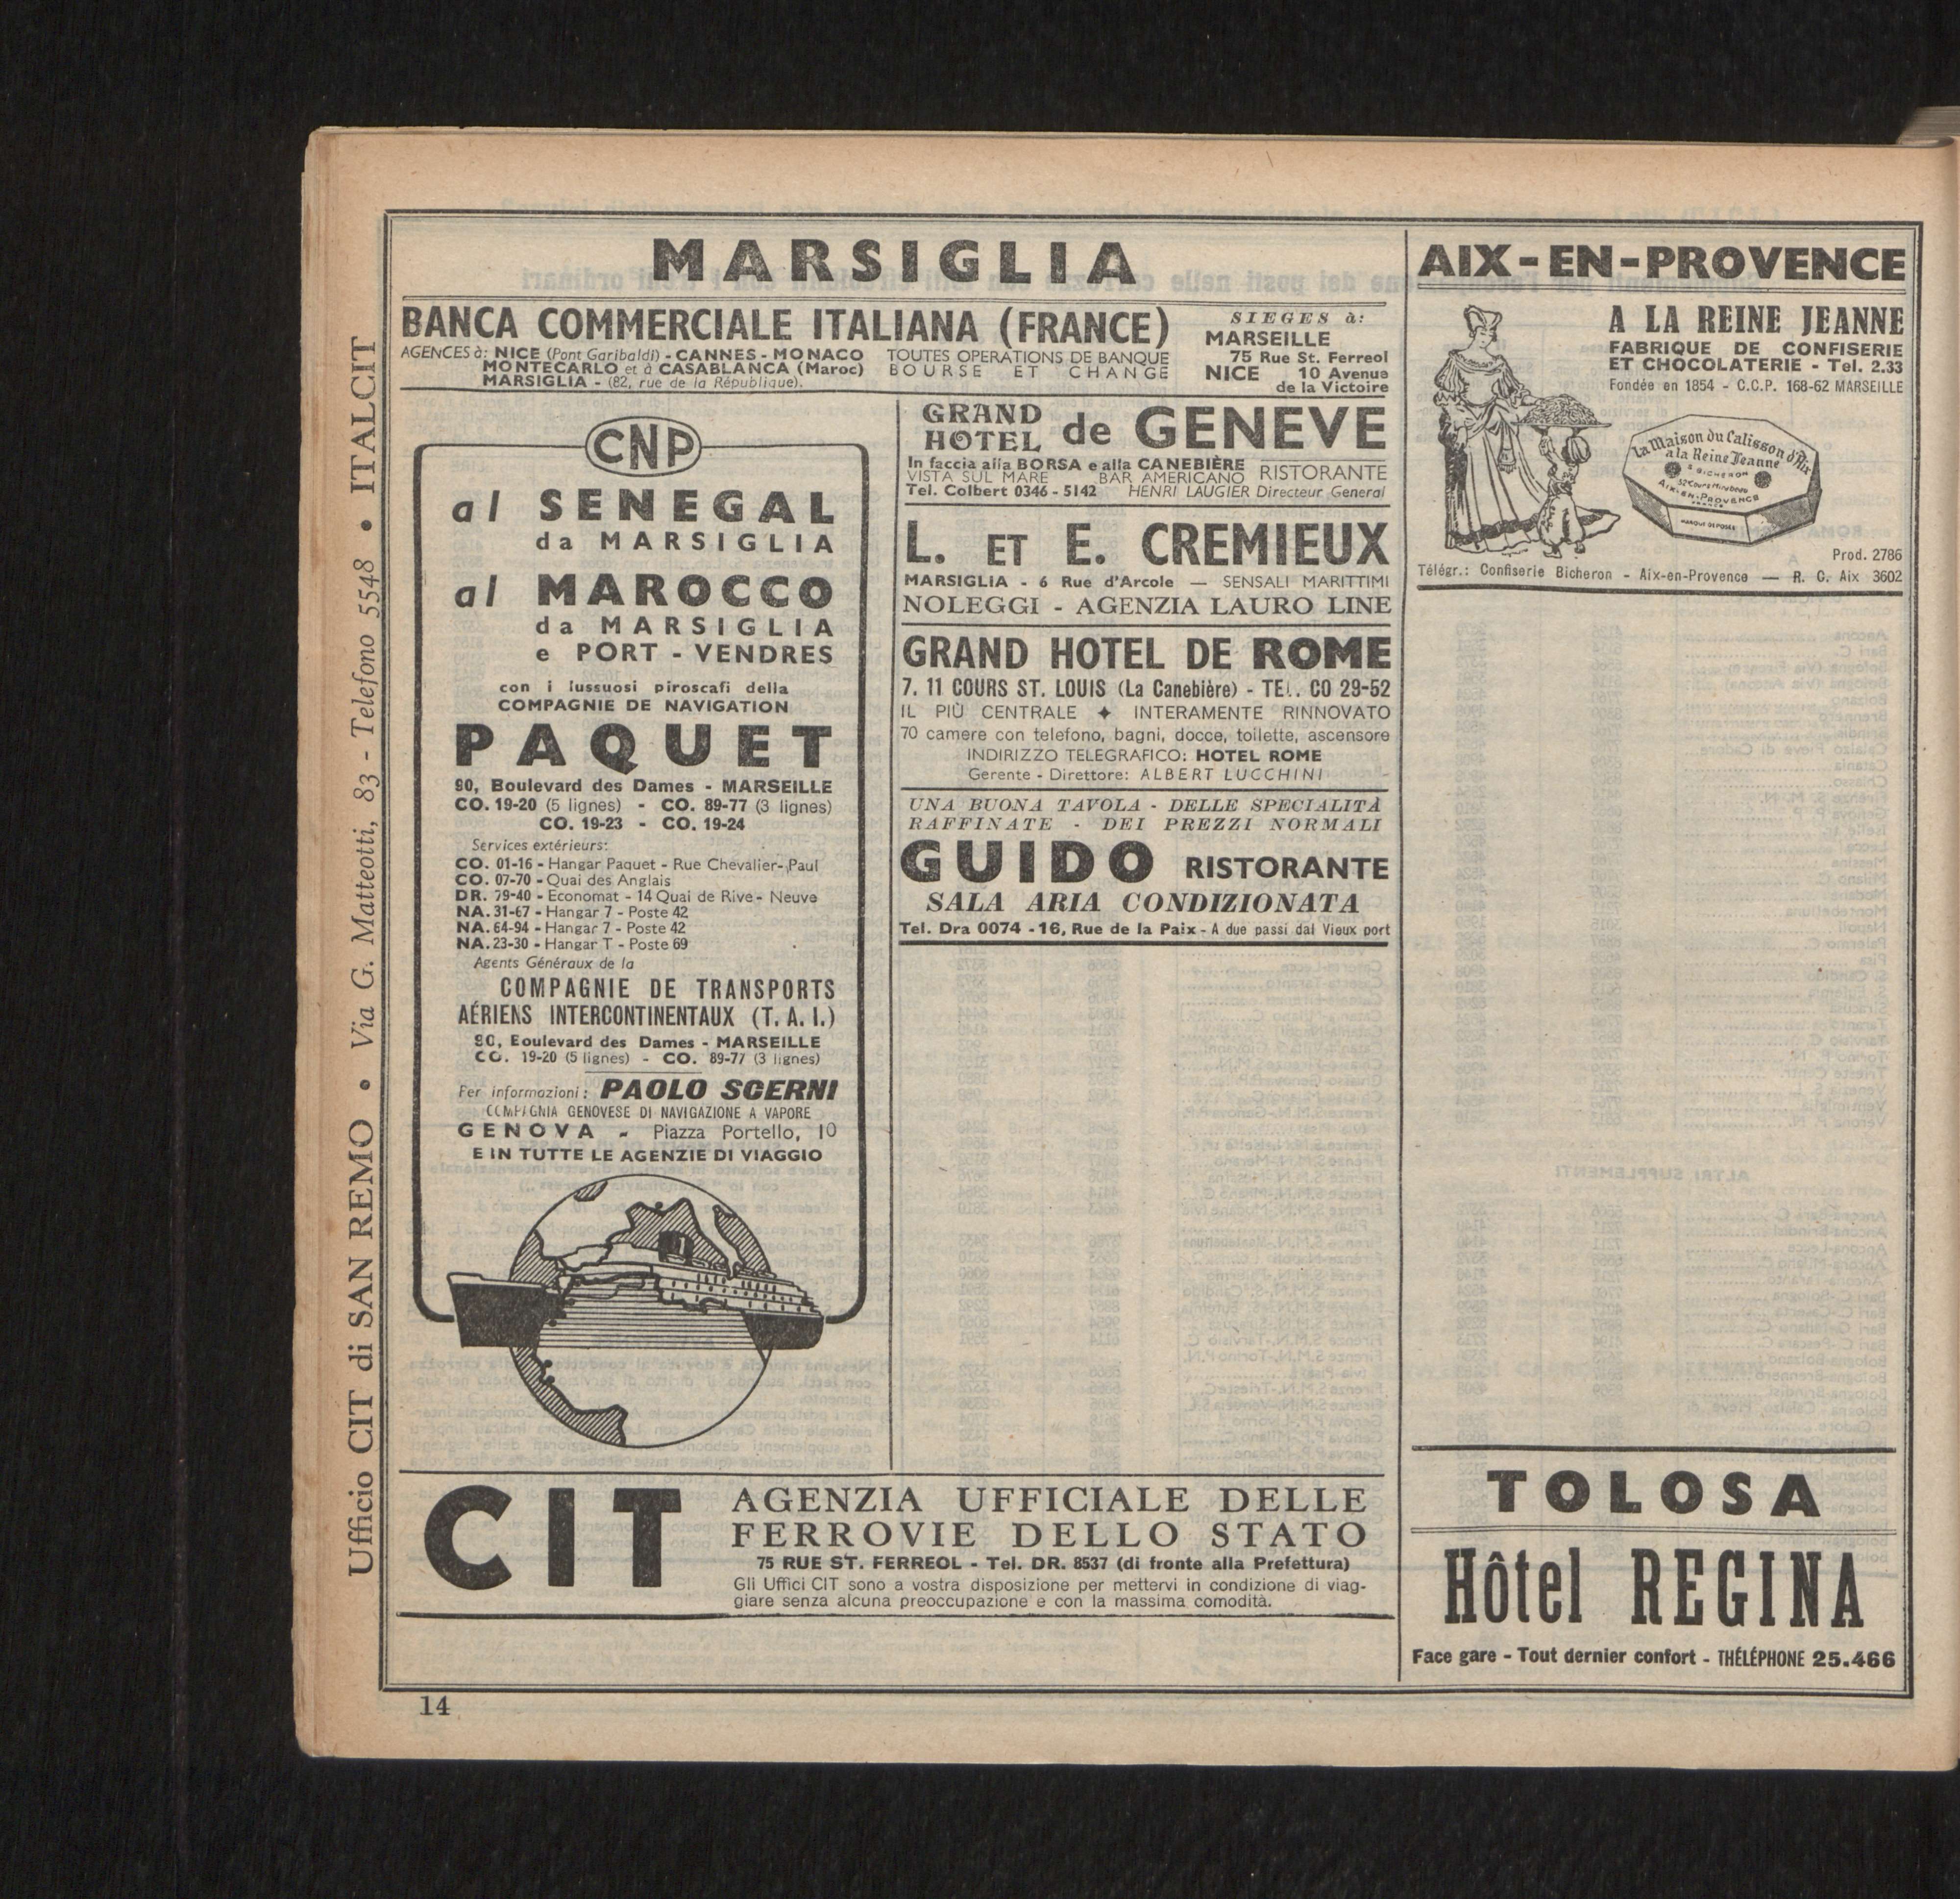 Ufficio CIT di SAN REMO • Via G. Matteotti, 83 - Telefono 5548 • ITALCIT
MARSIGLIA
BANCA COMMERCIALE ITALIANA (FRANCE)
AGENCES à: NICE (Pont Garibaldi) - CANNES - MONACO
MONTECARLO et à CASABLANCA (Maroc)
MARSIGLIA - (82, rue de la République).
TOUTES OPERATIONS DE BANQUE
BOURSE ET CHANGE
SIEGES à:
MARSEILLE
75 Rue St. Ferreol
NICE 10 Avenue
de la Victoire
CNP
al SENEGAL
da MARSIGLIA
al MAROCCO
da MARSIGLIA
e PORT - VENDRES
con i lussuosi piroscafi della
COMPAGNIE DE NAVIGATION
PAQUET
90, Boulevard des Dames - MARSEILLE
CO. 19-20 (5 lignes) - CO. 89-77 (3 lignes)
CO. 19-23 - CO. 19-24
Services extérieurs:
CO. 01-16 - Hangar Paquet - Rue Chevalier-Paul
CO. 07-70 - Quai des Anglais
DR. 79-40 - Economat - 14 Quai de Rive - Neuve
NA. 31-67 - Hangar 7 - Poste 42
NA. 64-94 - Hangar 7 - Poste 42
NA. 23-30 - Hangar T - Poste 69
Agents Généraux de la
COMPAGNIE DE TRANSPORTS
AÉRIENS INTERCONTINENTAUX (T. A. I.)
90, Boulevard des Dames - MARSEILLE
CO. 19-20 (5 lignes) - CO. 89-77 (3 lignes)
Per informazioni: PAOLO SCERNI
COMPAGNIA GENOVESE DI NAVIGAZIONE A VAPORE
GENOVA - Piazza Portello, 10
E IN TUTTE LE AGENZIE DI VIAGGIO
GRAND HOTEL de GENEVE
In faccia alla BORSA e alla CANEBIÈRE RISTORANTE
VISTA SUL MARE BAR AMERICANO
Tel. Colbert 0346 - 5142 HENRI LAUGIER Directeur General
L. ET E. CREMIEUX
MARSIGLIA - 6 Rue d'Arcole — SENSALI MARITTIMI
NOLEGGI - AGENZIA LAURO LINE
GRAND HOTEL DE ROME
7. 11 COURS ST. LOUIS (La Canebière) - TEL. CO 29-52
IL PIÙ CENTRALE ✦ INTERAMENTE RINNOVATO
70 camere con telefono, bagni, docce, toilette, ascensore
INDIRIZZO TELEGRAFICO: HOTEL ROME
Gerente - Direttore: ALBERT LUCCHINI
UNA BUONA TAVOLA - DELLE SPECIALITÀ
RAFFINATE - DEI PREZZI NORMALI
GUIDO RISTORANTE
SALA ARIA CONDIZIONATA
Tel. Dra 0074 - 16, Rue de la Paix - A due passi dal Vieux port
CIT
AGENZIA UFFICIALE DELLE
FERROVIE DELLO STATO
75 RUE ST. FERREOL - Tel. DR. 8537 (di fronte alla Prefettura)
Gli Uffici CIT sono a vostra disposizione per mettervi in condizione di viag-
giare senza alcuna preoccupazione e con la massima comodità.
AIX-EN-PROVENCE
A LA REINE JEANNE
FABRIQUE DE CONFISERIE
ET CHOCOLATERIE - Tel. 2.33
Fondée en 1854 - C.C.P. 168-62 MARSEILLE
La Maison du Calisson d'Aix
à la Reine Jeanne
BICHERON
52 Cours Mirabeau
AIX-EN-PROVENCE
FRANCE
MARQUE DEPOSÉE
Prod. 2786
Télégr.: Confiserie Bicheron - Aix-en-Provence — R. C. Aix 3602
TOLOSA
Hôtel REGINA
Face gare - Tout dernier confort - THÉLÉPHONE 25.466
14